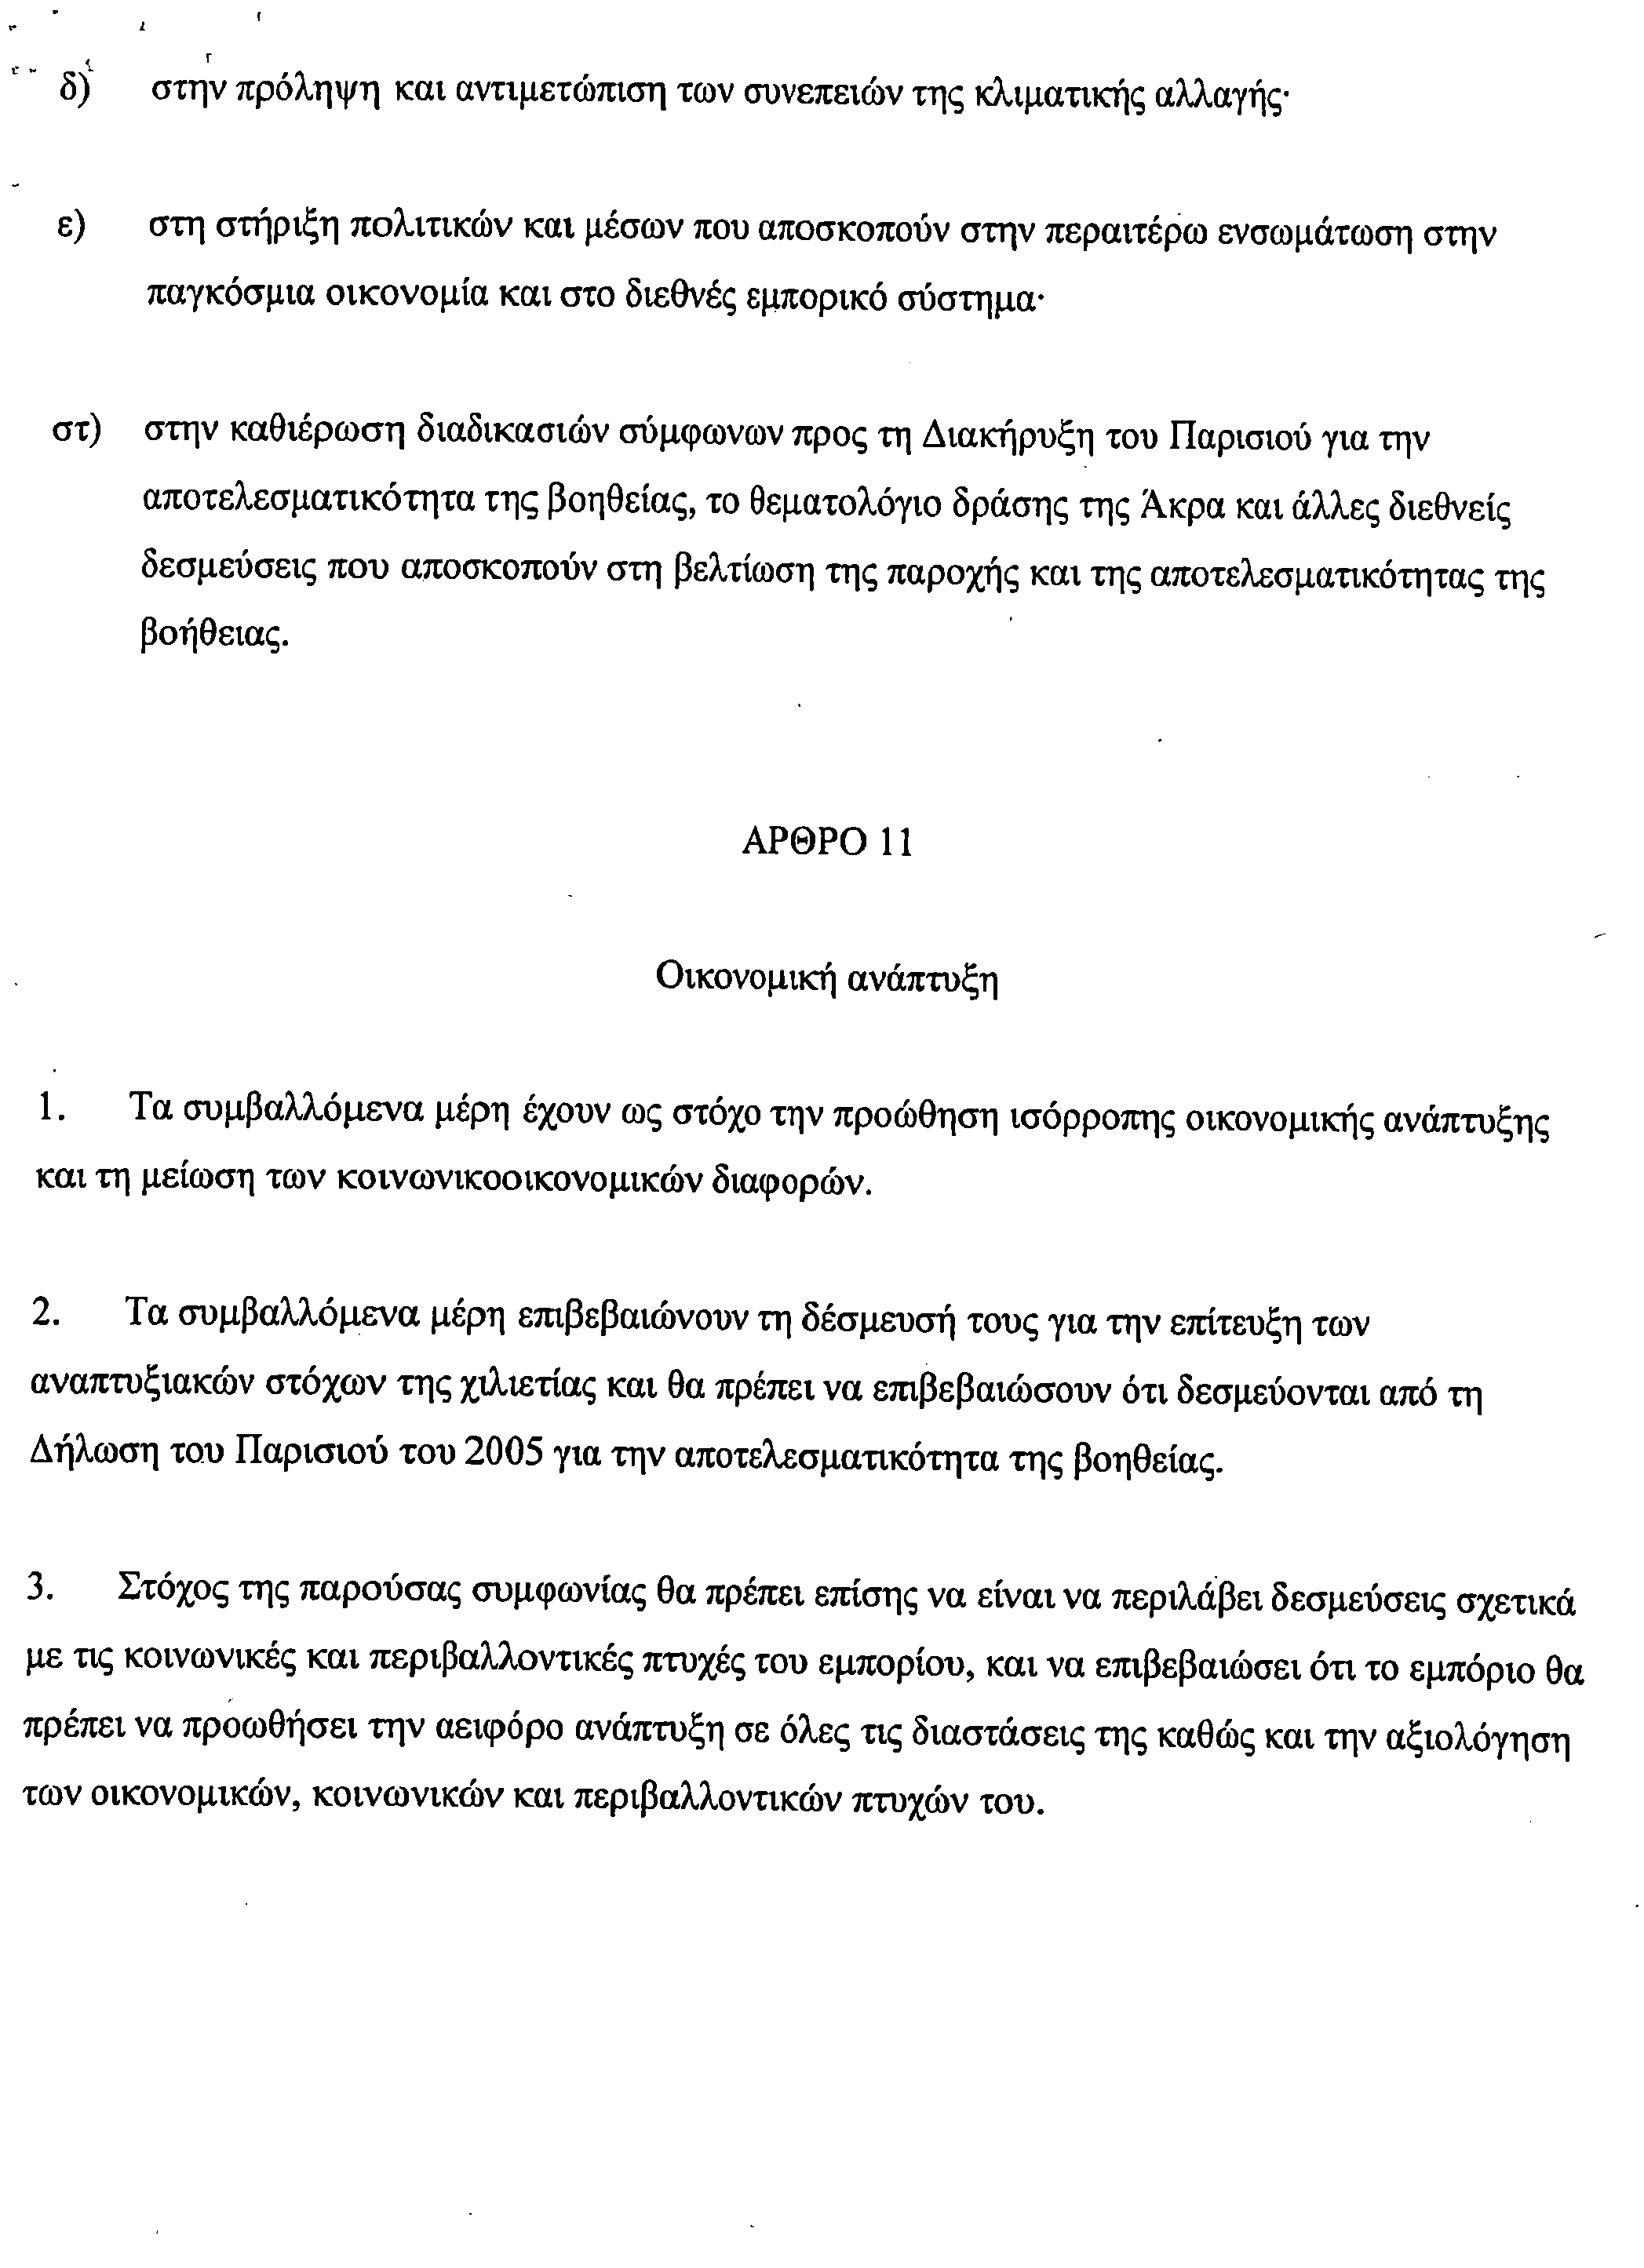 δ) στην πρόληψη και αντιμετώπιση των συνεπειών της κλιματικής αλλαγής·
ε) στη στήριξη πολιτικών και μέσων που αποσκοπούν στην περαιτέρω ενσωμάτωση στην
παγκόσμια οικονομία και στο διεθνές εμπορικό σύστημα·
στ) στην καθιέρωση διαδικασιών σύμφωνων προς τη Διακήρυξη του Παρισιού για την
αποτελεσματικότητα της βοηθείας, το θεματολόγιο δράσης της Άκρα και άλλες διεθνείς
δεσμεύσεις που αποσκοπούν στη βελτίωση της παροχής και της αποτελεσματικότητας της
βοήθειας.
ΑΡΘΡΟ 11
Οικονομική ανάπτυξη
1. Τα συμβαλλόμενα μέρη έχουν ως στόχο την προώθηση ισόρροπης οικονομικής ανάπτυξης
και τη μείωση των κοινωνικοοικονομικών διαφορών.
2. Τα συμβαλλόμενα μέρη επιβεβαιώνουν τη δέσμευσή τους για την επίτευξη των
αναπτυξιακών στόχων της χιλιετίας και θα πρέπει να επιβεβαιώσουν ότι δεσμεύονται από τη
Δήλωση του Παρισιού του 2005 για την αποτελεσματικότητα της βοηθείας.
3. Στόχος της παρούσας συμφωνίας θα πρέπει επίσης να είναι να περιλάβει δεσμεύσεις σχετικά
με τις κοινωνικές και περιβαλλοντικές πτυχές του εμπορίου, και να επιβεβαιώσει ότι το εμπόριο θα
πρέπει να προωθήσει την αειφόρο ανάπτυξη σε όλες τις διαστάσεις της καθώς και την αξιολόγηση
των οικονομικών, κοινωνικών και περιβαλλοντικών πτυχών του.